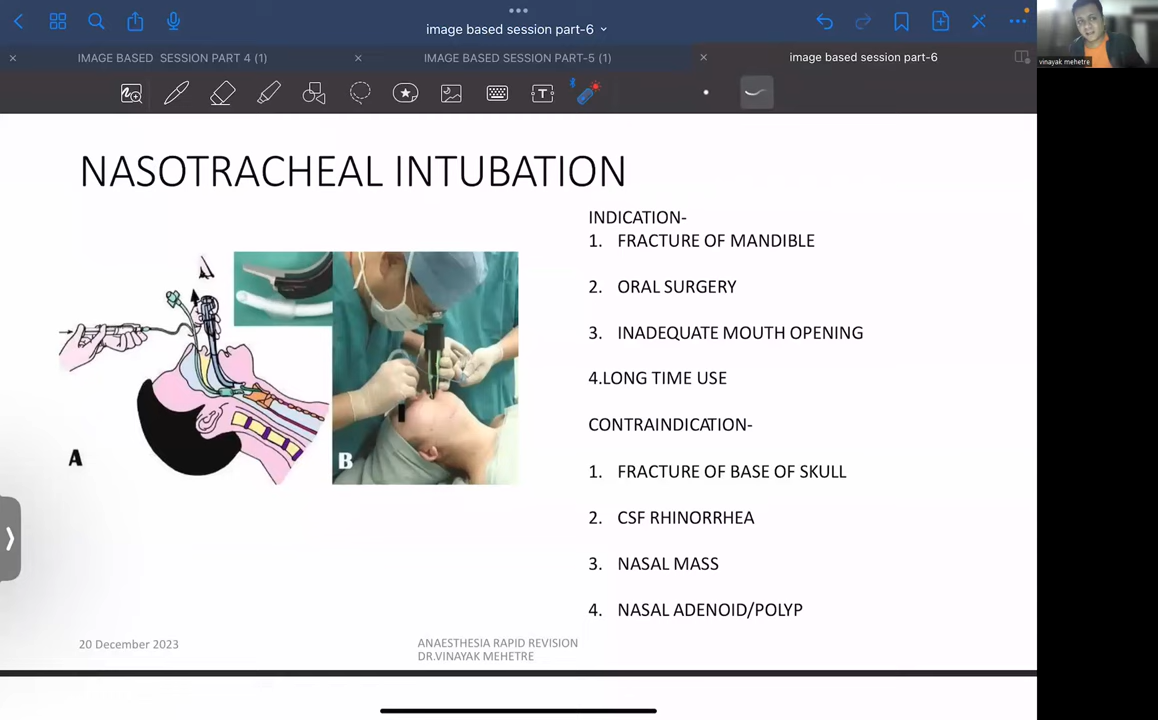 image based session part-6
IMAGE BASED SESSION PART 4 (1)
IMAGE BASED SESSION PART-5 (1)
image based session part-6
vinayak mehetre
T
NASOTRACHEAL INTUBATION
INDICATION-
1. FRACTURE OF MANDIBLE
2. ORAL SURGERY
3. INADEQUATE MOUTH OPENING
4.LONG TIME USE
CONTRAINDICATION-
1. FRACTURE OF BASE OF SKULL
2. CSF RHINORRHEA
3. NASAL MASS
4. NASAL ADENOID/POLYP
A
B
20 December 2023
ANAESTHESIA RAPID REVISION
DR.VINAYAK MEHETRE